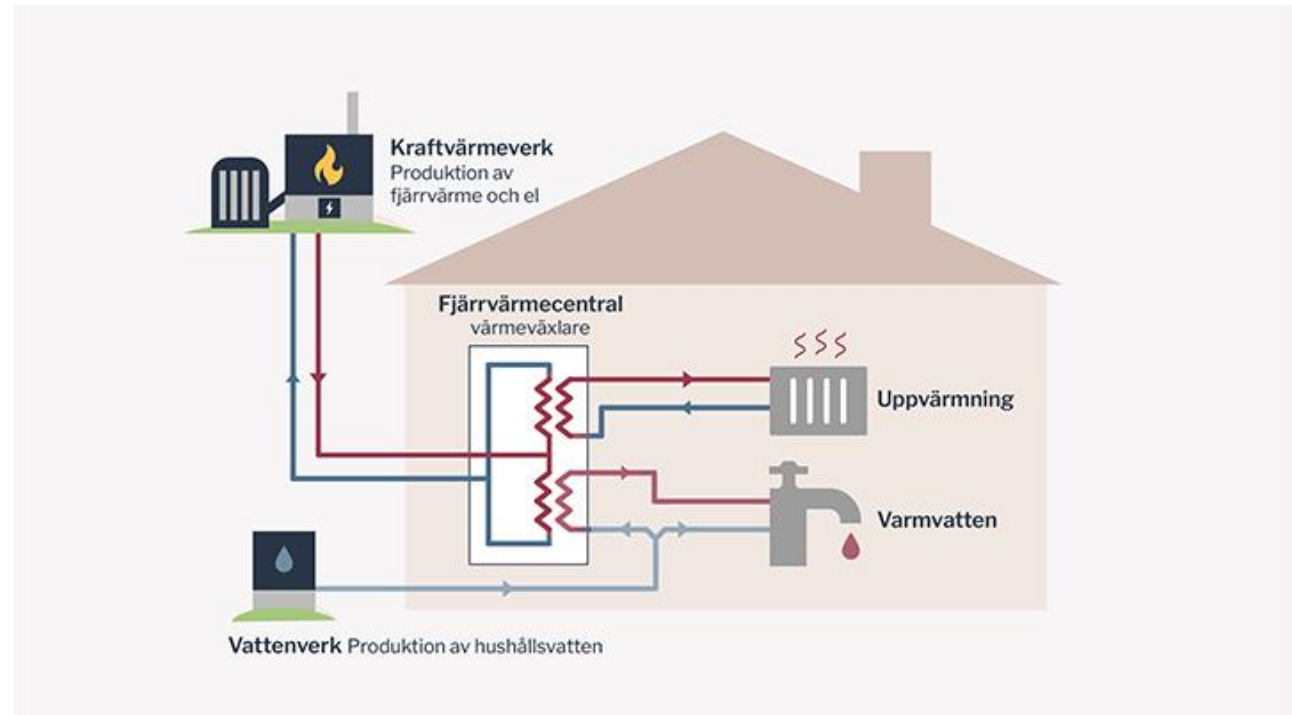 Kraftvärmeverk
Produktion av
fjärrvärme och el
Fjärrvärmecentral
värmeväxlare
Uppvärmning
Varmvatten
Vattenverk Produktion av hushållsvatten